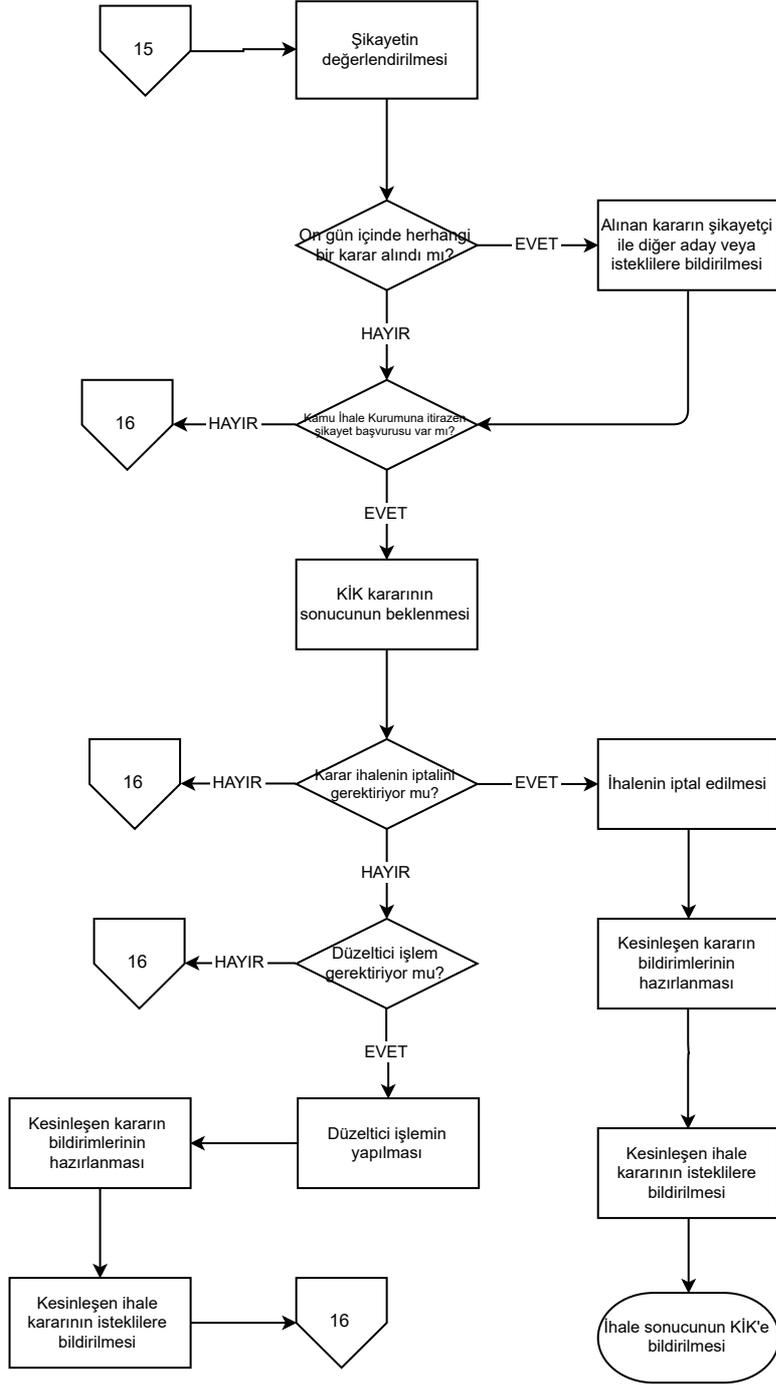 15
Şikayetin
değerlendirilmesi
On gün içinde herhangi
bir karar alındı mı?
EVET
Alınan kararın şikayetçi
ile diğer aday veya
isteklilere bildirilmesi
HAYIR
16
HAYIR
Kamu İhale Kurumuna itirazen
şikayet başvurusu var mı?
EVET
KİK kararının
sonucunun beklenmesi
16
HAYIR
Karar ihalenin iptalini
gerektiriyor mu?
EVET
İhalenin iptal edilmesi
HAYIR
16
HAYIR
Düzeltici işlem
gerektiriyor mu?
Kesinleşen kararın
bildirimlerinin
hazırlanması
EVET
Kesinleşen kararın
bildirimlerinin
hazırlanması
Düzeltici işlemin
yapılması
Kesinleşen ihale
kararının isteklilere
bildirilmesi
Kesinleşen ihale
kararının isteklilere
bildirilmesi
16
İhale sonucunun KİK'e
bildirilmesi